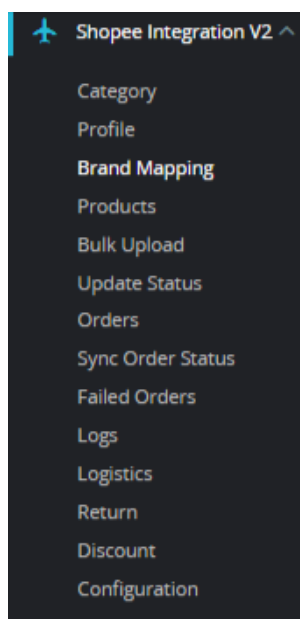 Shopee Integration V2
Category
Profile
Brand Mapping
Products
Bulk Upload
Update Status
Orders
Sync Order Status
Failed Orders
Logs
Logistics
Return
Discount
Configuration